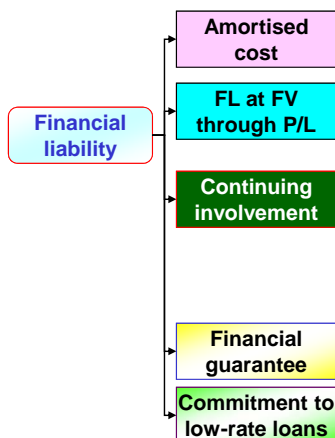 Amortised
cost
FL at FV
through P/L
Financial
liability
Continuing
involvement
Financial
guarantee
Commitment to
low-rate loans